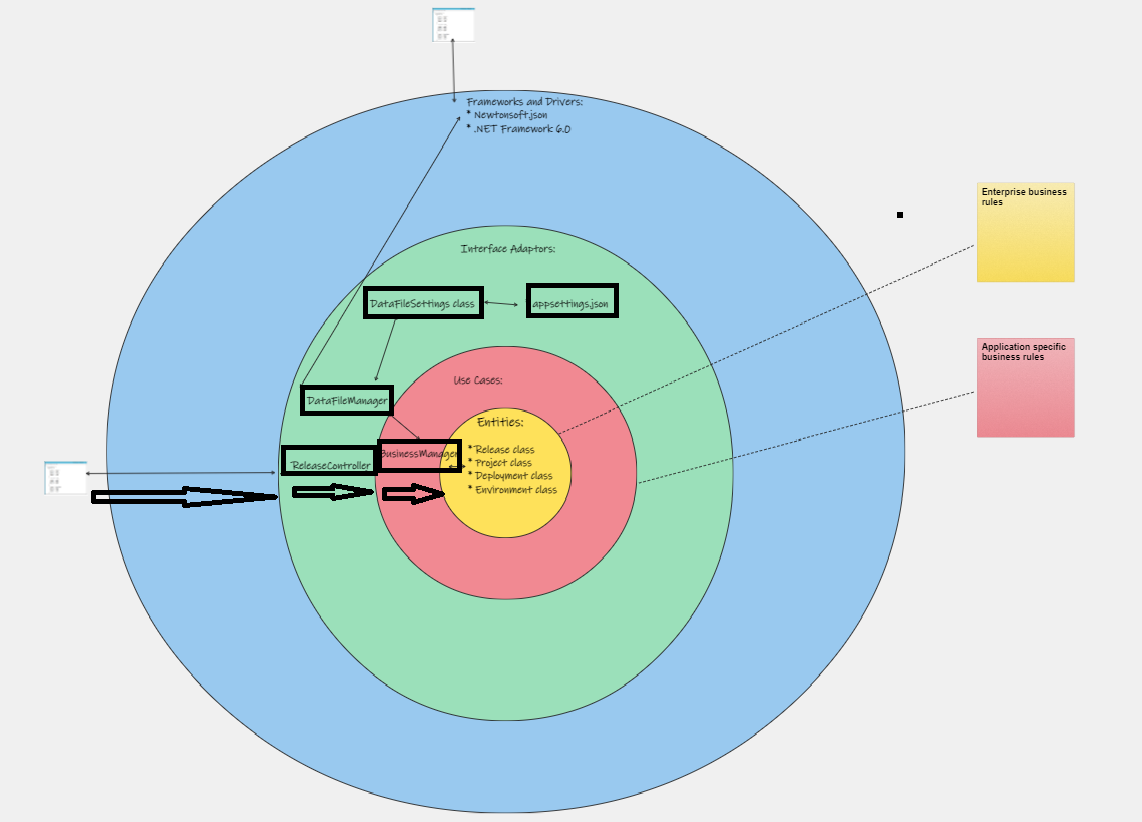 Frameworks and Drivers:
* Newtonsoft.json
* .NET Framework 6.0
Enterprise business
rules
Interface Adaptors:
DataFileSettings class
appsettings.json
Application specific
business rules
Use Cases:
DataFileManager
Entities:
BusinessManager
* Release class
ReleaseController
* Project class
* Deployment class
* Environment class